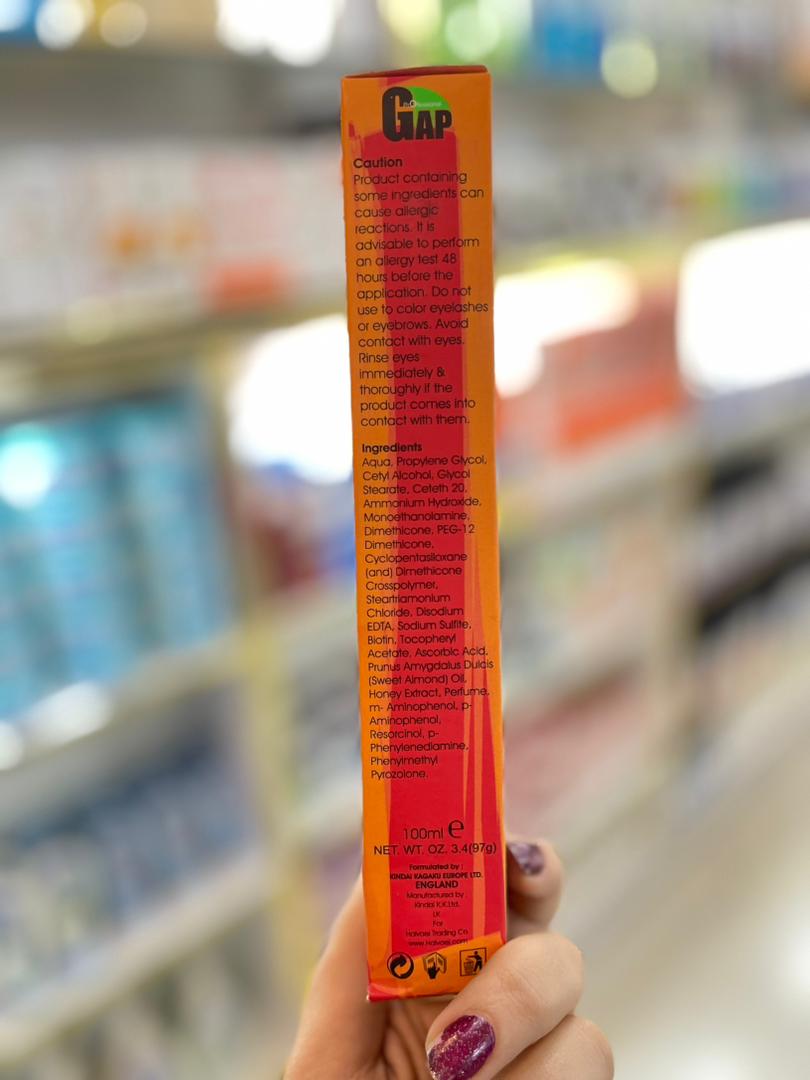 Professional
GAP
Caution
Product containing
some ingredients can
cause allergic
reactions. It is
advisable to perform
an allergy test 48
hours before the
application. Do not
use to color eyelashes
or eyebrows. Avoid
contact with eyes.
Rinse eyes
immediately &
thoroughly if the
product comes into
contact with them.
Ingredients
Aqua, Propylene Glycol,
Cetyl Alcohol, Glycol
Stearate, Ceteth 20,
Ammonium Hydroxide,
Monoethanolamine,
Dimethicone, PEG-12
Dimethicone,
Cyclopentasiloxane
(and) Dimethicone
Crosspolymer,
Steartriamonium
Chloride, Disodium
EDTA, Sodium Sulfite,
Biotin, Tocopheryl
Acetate, Ascorbic Acid,
Prunus Amygdalus Dulcis
(Sweet Almond) Oil,
Honey Extract, Perfume,
m- Aminophenol, p-
Aminophenol,
Resorcinol, p-
Phenylenediamine,
Phenylmethyl
Pyrozolone.
100ml e
NET. WT. OZ. 3.4(97g)
Formulated by :
KINDAI KAGAKU EUROPE LTD.
ENGLAND
Manufactured by :
Kindai K.K.Ltd.
UK
For
Halvaei Trading Co.
www.Halvaei.com